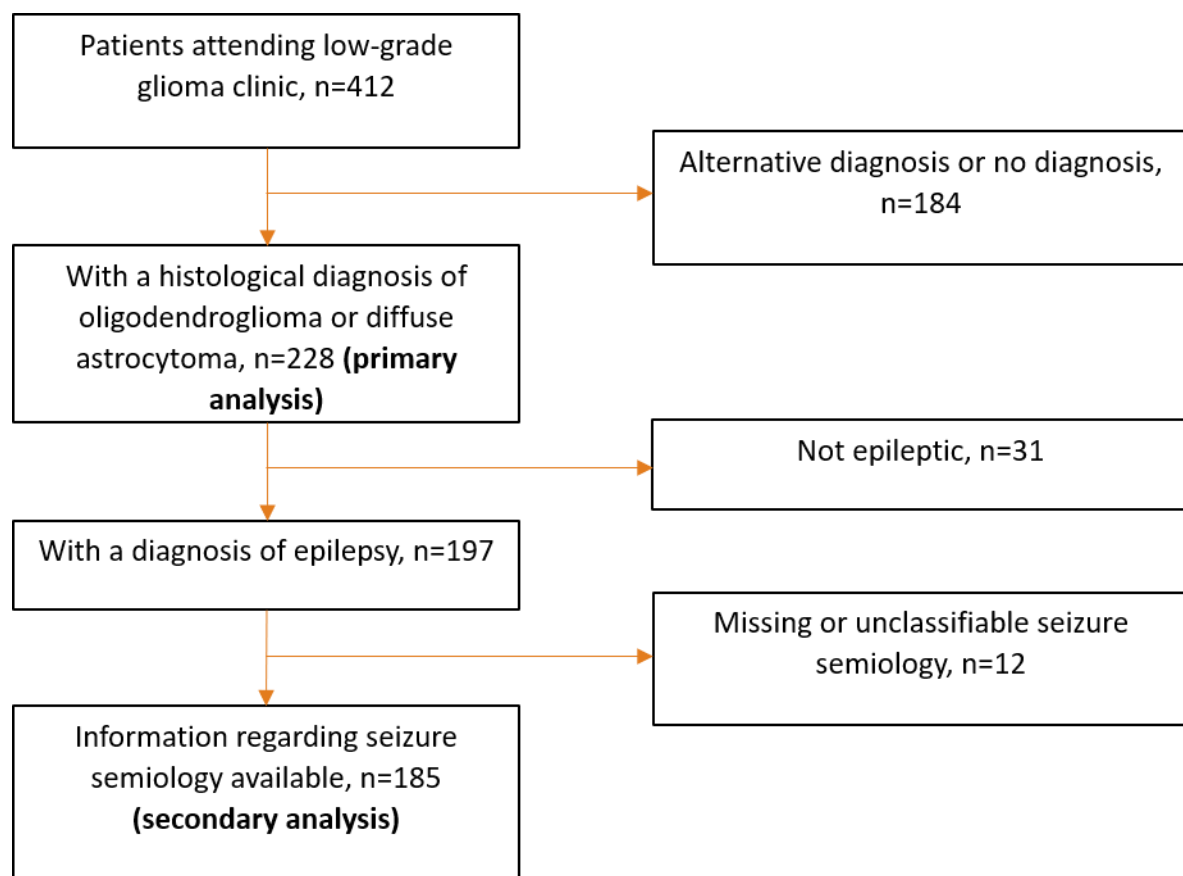 Patients attending low-grade
glioma clinic, n=412
Alternative diagnosis or no diagnosis,
n=184
With a histological diagnosis of
oligodendroglioma or diffuse
astrocytoma, n=228 (primary
analysis)
Not epileptic, n=31
With a diagnosis of epilepsy, n=197
Missing or unclassifiable seizure
semiology, n=12
Information regarding seizure
semiology available, n=185
(secondary analysis)